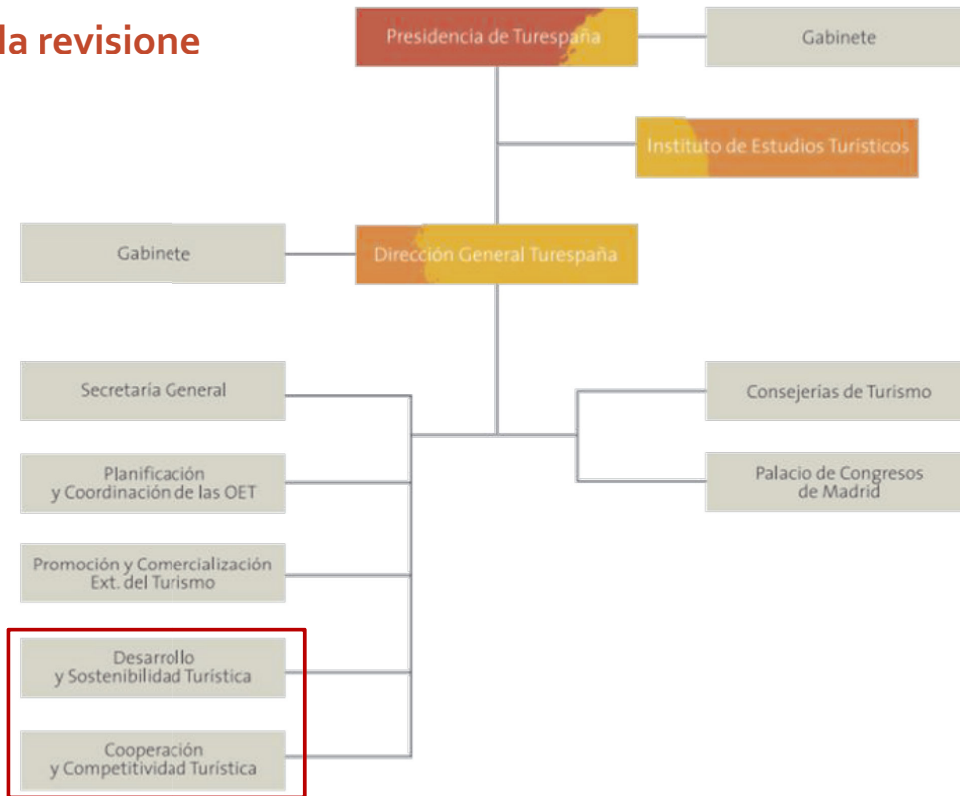 la revisione
Presidencia de Turespaña
Gabinete
Instituto de Estudios Turísticos
Gabinete
Dirección General Turespaña
Secretaría General
Consejerías de Turismo
Planificación
y Coordinación de las OET
Palacio de Congresos
de Madrid
Promoción y Comercialización
Ext. del Turismo
Desarrollo
y Sostenibilidad Turística
Cooperación
y Competitividad Turística